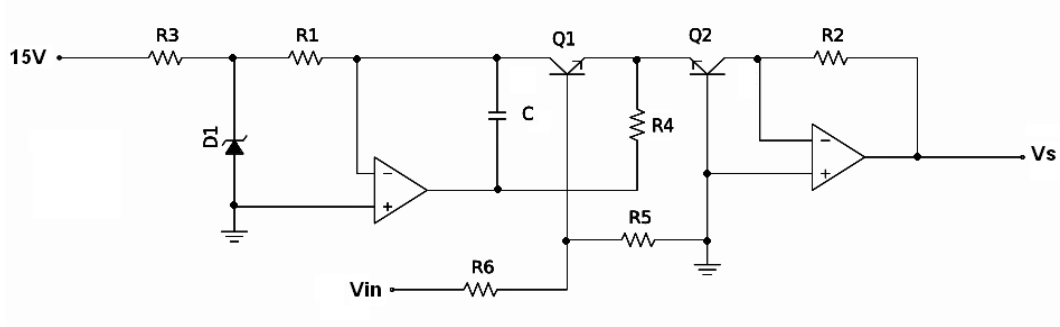 R3 R1 Q1 Q2 R2
15V
D1 C R4
− − Vs
+ +
R5
R6
Vin